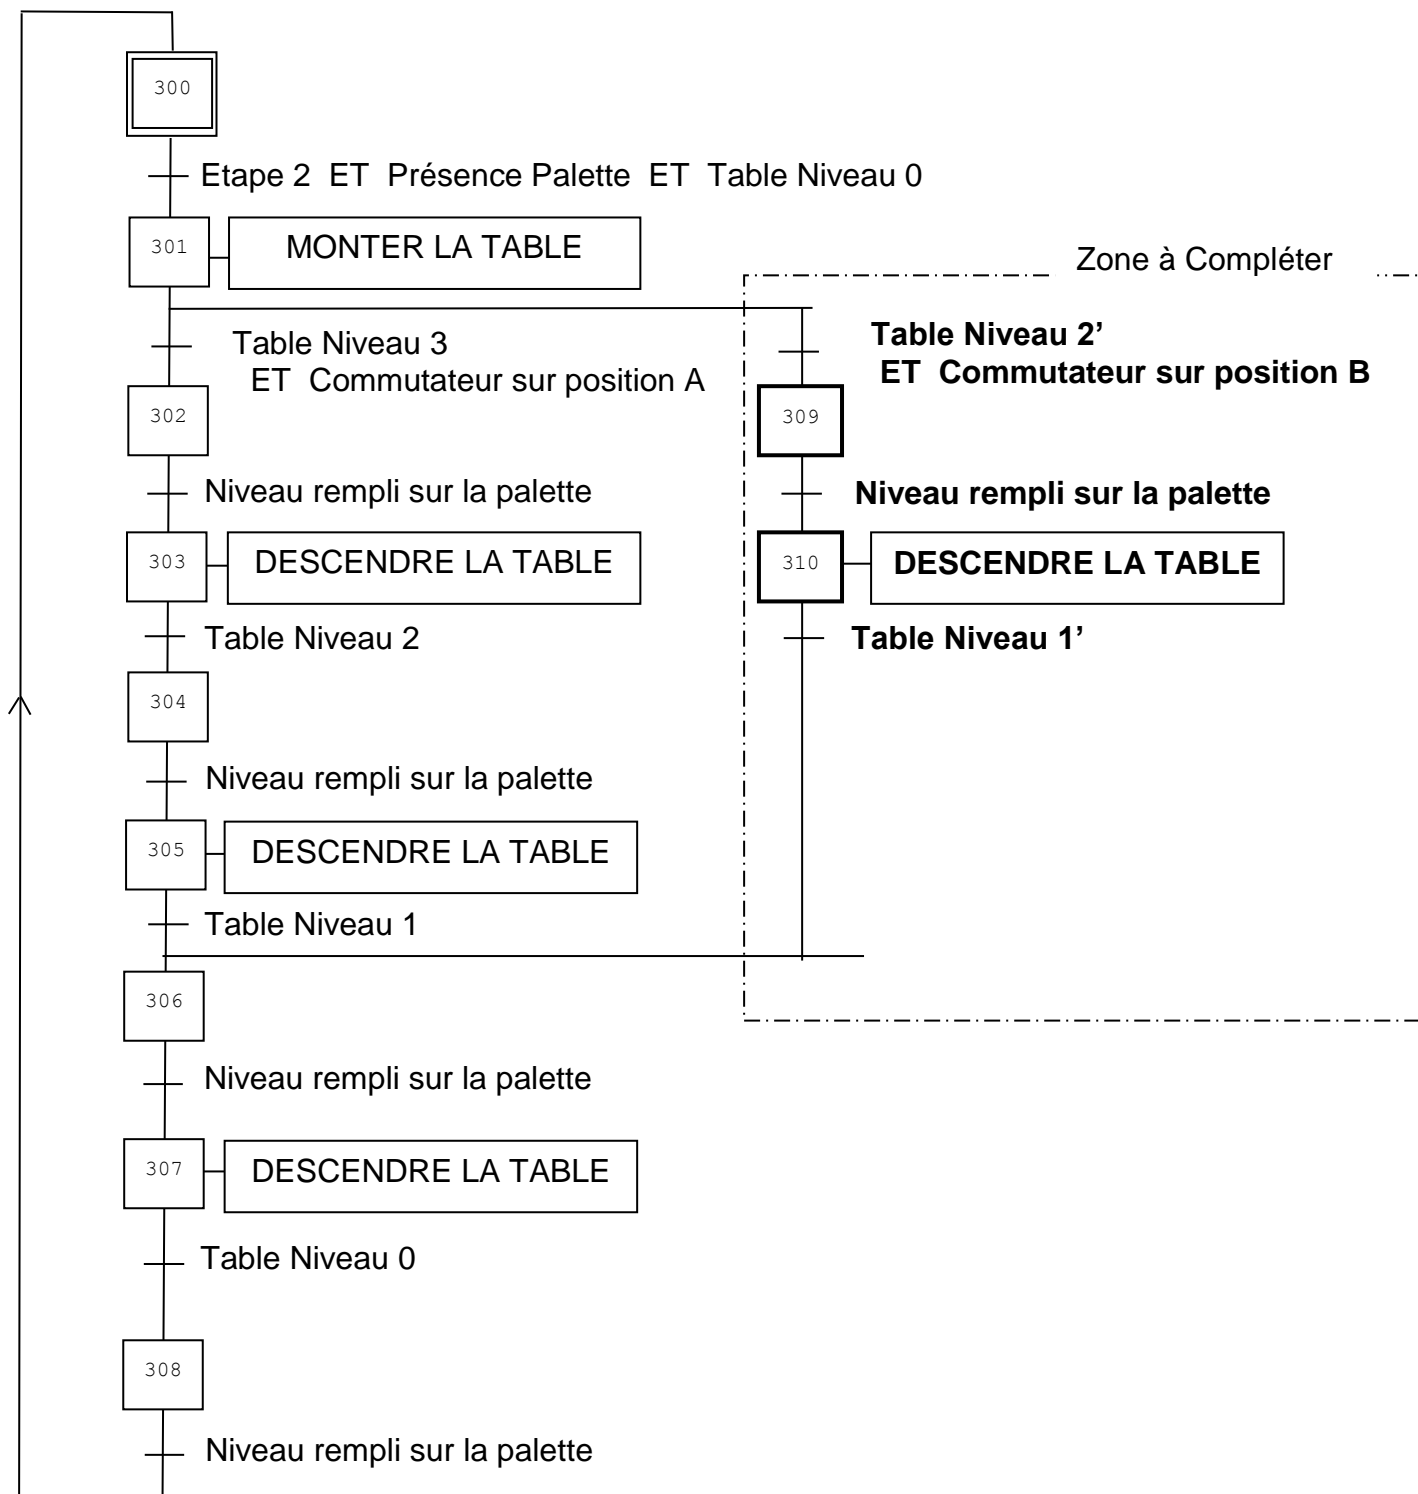 300
Etape 2 ET Présence Palette ET Table Niveau 0
301
MONTER LA TABLE
Zone à Compléter
Table Niveau 3
ET Commutateur sur position A
Table Niveau 2’
ET Commutateur sur position B
302
309
Niveau rempli sur la palette
Niveau rempli sur la palette
303
DESCENDRE LA TABLE
310
DESCENDRE LA TABLE
Table Niveau 2
Table Niveau 1’
304
Niveau rempli sur la palette
305
DESCENDRE LA TABLE
Table Niveau 1
306
Niveau rempli sur la palette
307
DESCENDRE LA TABLE
Table Niveau 0
308
Niveau rempli sur la palette